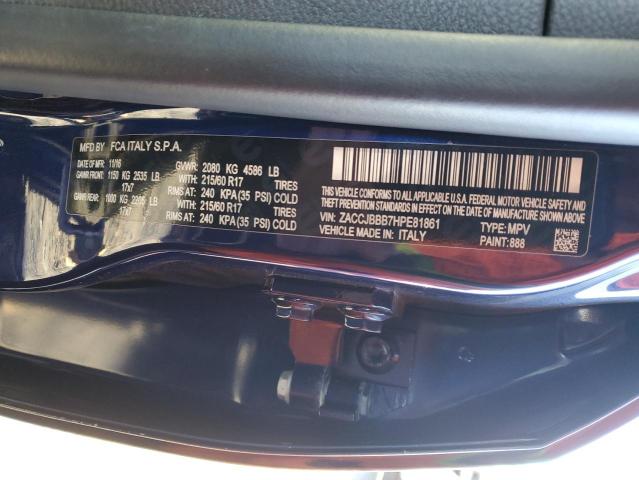 MFD BY FCA ITALY S.P.A.
DATE: 11/16 GVWR: 2080 KG 4586 LB
GAWR FRONT: 1150 KG 2535 LB WITH 215/60 R17 TIRES
17x7 RIMS AT: 240 KPA(35 PSI) COLD
GAWR REAR: 1000 KG 2205 LB WITH 215/60 R17 TIRES
17x7 RIMS AT: 240 KPA(35 PSI) COLD
THIS VEHICLE CONFORMS TO ALL APPLICABLE U.S.A. FEDERAL MOTOR VEHICLE
SAFETY, BUMPER, AND THEFT PREVENTION STANDARDS IN EFFECT ON THE DATE OF
MANUFACTURE SHOWN ABOVE.
VIN: ZACCJBBB7HPE81861 TYPE: MPV
VEHICLE MADE IN: ITALY PAINT: 888